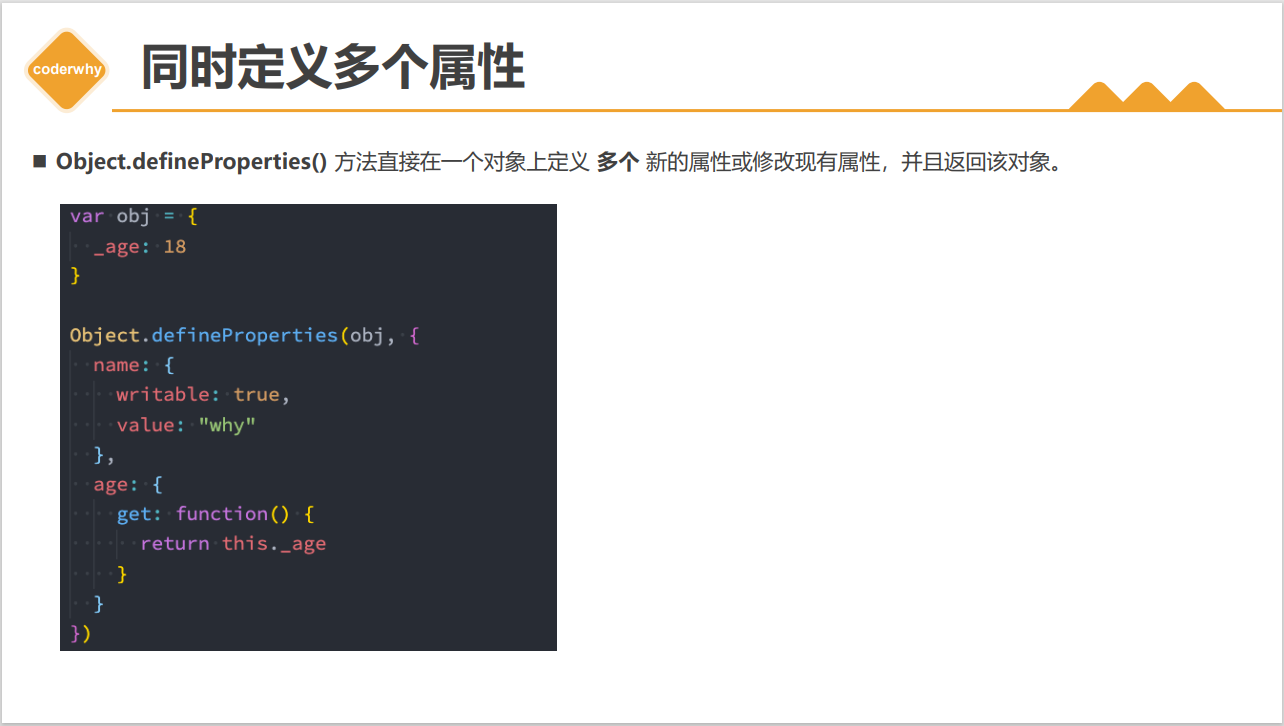 coderwhy
同时定义多个属性
Object.defineProperties() 方法直接在一个对象上定义 多个 新的属性或修改现有属性，并且返回该对象。
var obj = {
  _age: 18
}
Object.defineProperties(obj, {
  name: {
    writable: true,
    value: "why"
  },
  age: {
    get: function() {
      return this._age
    }
  }
})